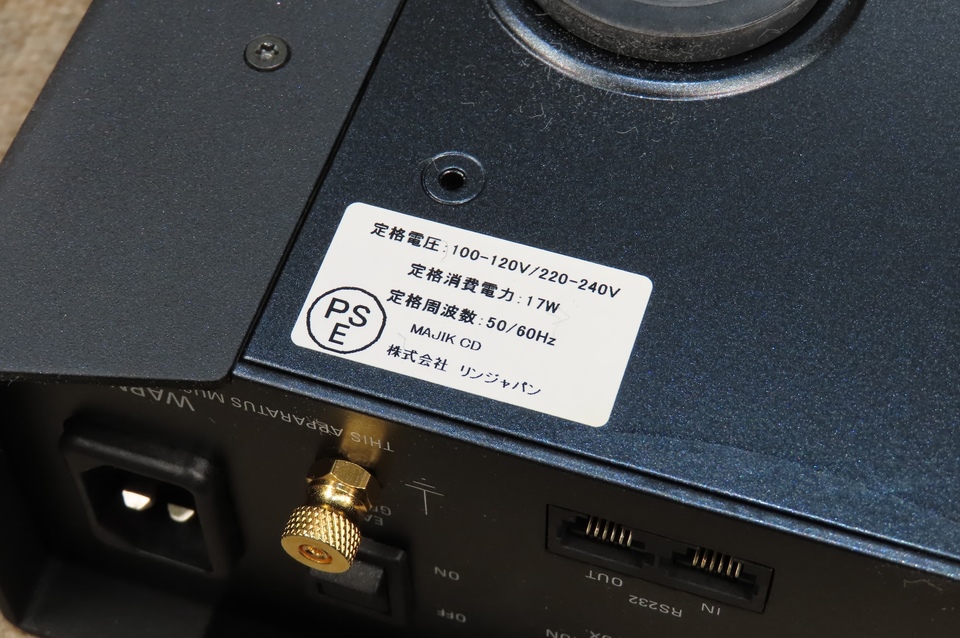 定格電圧:100-120V/220-240V
定格消費電力:17W
定格周波数:50/60Hz
MAJIK CD
株式会社 リンジャパン
PS
E
THIS APPARATUS
ON
OFF
OUT
IN
RS232